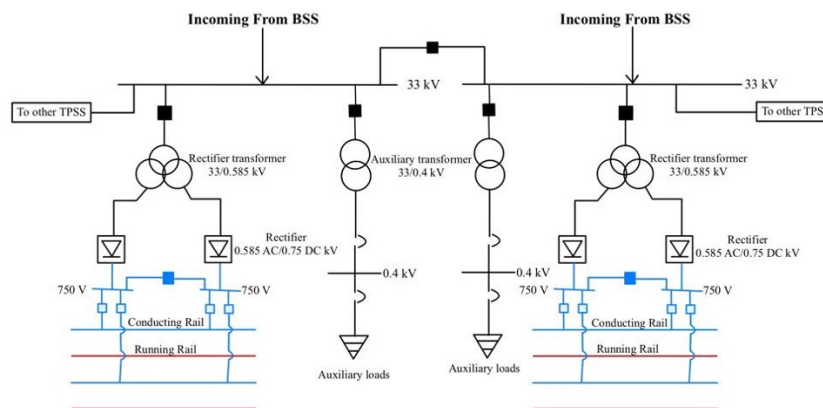 Incoming From BSS
Incoming From BSS
33 kV
33 kV
To other TPSS
To other TPS
Rectifier transformer
33/0.585 kV
Auxiliary transformer
33/0.4 kV
Rectifier transformer
33/0.585 kV
Rectifier
0.585 AC/0.75 DC kV
Rectifier
0.585 AC/0.75 DC kV
0.4 kV
0.4 kV
750 V
750 V
750 V
750 V
Conducting Rail
Conducting Rail
Running Rail
Running Rail
Auxiliary loads
Auxiliary loads